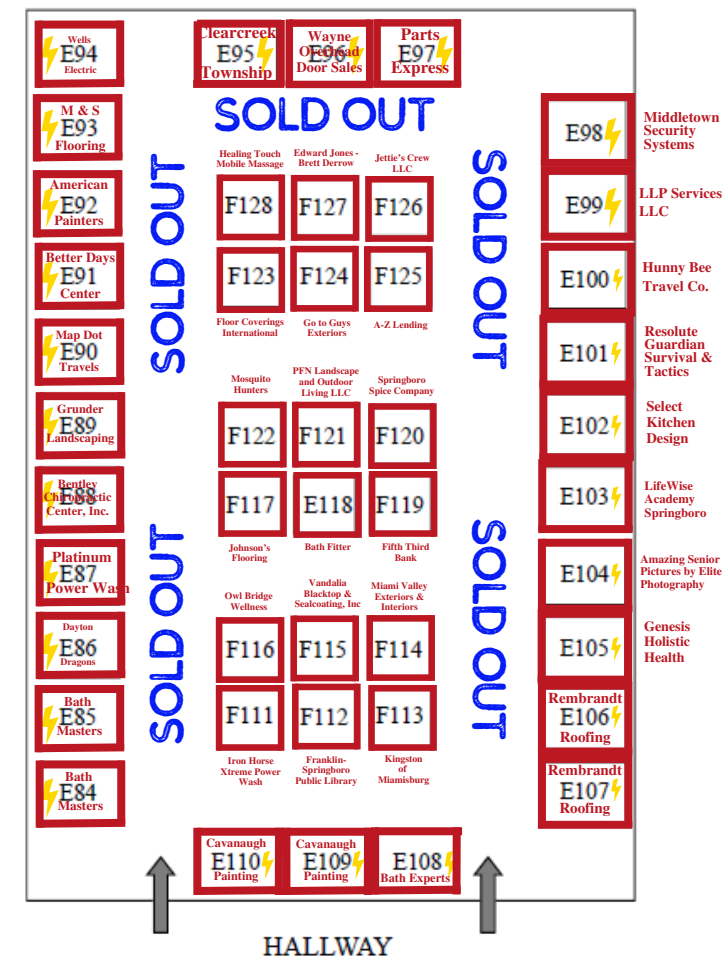 Wells
E94
Electric
Clearcreek
E95
Township
Wayne
Overhead
E96
Door Sales
Parts
E97
Express
SOLD OUT
M & S
E93
Flooring
American
E92
Painters
Better Days
E91
Center
Map Dot
E90
Travels
Grunder
E89
Landscaping
Bentley
Chiropractic
E88
Center, Inc.
Platinum
E87
Power Wash
Dayton
E86
Dragons
Bath
E85
Masters
Bath
E84
Masters
SOLD OUT
SOLD OUT
Healing Touch
Mobile Massage
Edward Jones -
Brett Derrow
Jettie's Crew
LLC
F128
F127
F126
F123
F124
F125
Floor Coverings
International
Go to Guys
Exteriors
A-Z Lending
Mosquito
Hunters
PFN Landscape
and Outdoor
Living LLC
Springboro
Spice Company
F122
F121
F120
F117
E118
F119
Johnson's
Flooring
Bath Fitter
Fifth Third
Bank
Owl Bridge
Wellness
Vandalia
Blacktop &
Sealcoating, Inc
Miami Valley
Exteriors &
Interiors
F116
F115
F114
F111
F112
F113
Iron Horse
Xtreme Power
Wash
Franklin-
Springboro
Public Library
Kingston
of
Miamisburg
SOLD OUT
SOLD OUT
E98
Middletown
Security
Systems
E99
LLP Services
LLC
E100
Hunny Bee
Travel Co.
E101
Resolute
Guardian
Survival &
Tactics
E102
Select
Kitchen
Design
E103
LifeWise
Academy
Springboro
E104
Amazing Senior
Pictures by Elite
Photography
E105
Genesis
Holistic
Health
Rembrandt
E106
Roofing
Rembrandt
E107
Roofing
Cavanaugh
E110
Painting
Cavanaugh
E109
Painting
E108
Bath Experts
HALLWAY